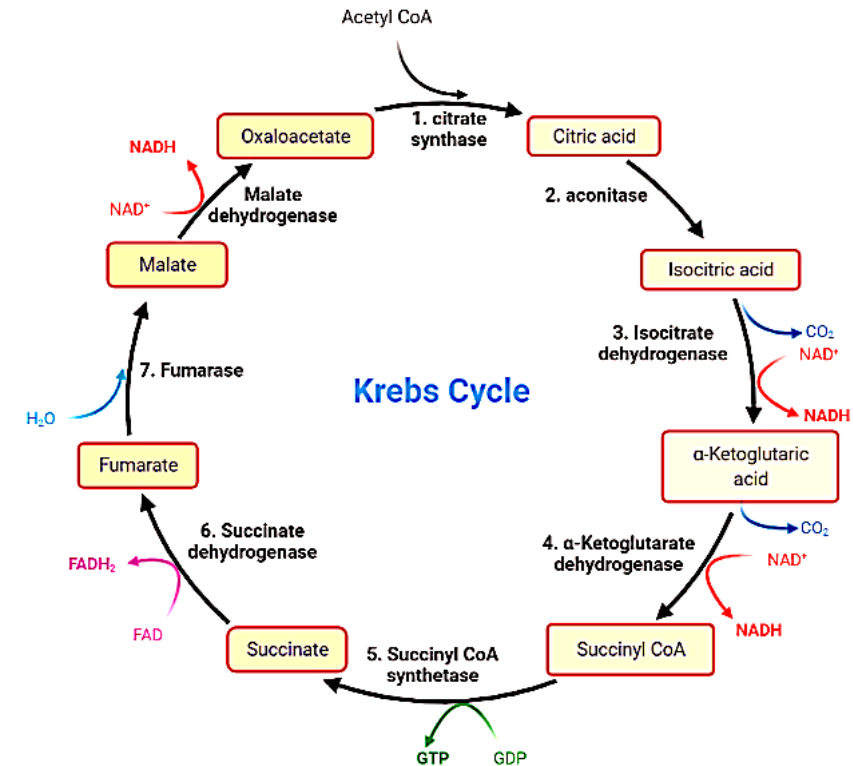 Acetyl CoA
1. citrate
synthase
Oxaloacetate
Citric acid
NADH
2. aconitase
Malate
dehydrogenase
NAD⁺
Malate
Isocitric acid
3. Isocitrate
dehydrogenase
CO₂
NAD⁺
7. Fumarase
Krebs Cycle
H₂O
NADH
Fumarate
α-Ketoglutaric
acid
6. Succinate
dehydrogenase
CO₂
4. α-Ketoglutarate
dehydrogenase
NAD⁺
FADH₂
FAD
NADH
Succinate
5. Succinyl CoA
synthetase
Succinyl CoA
GTP
GDP